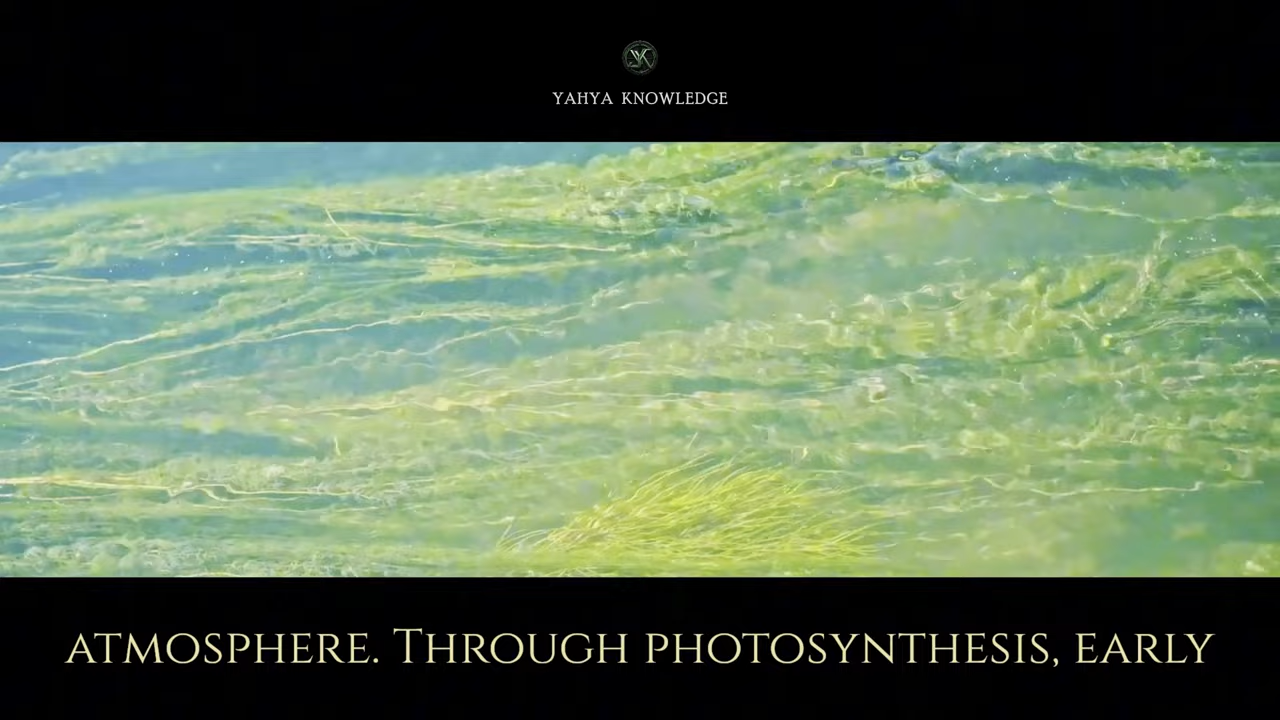 YAHYA KNOWLEDGE
ATMOSPHERE. THROUGH PHOTOSYNTHESIS, EARLY